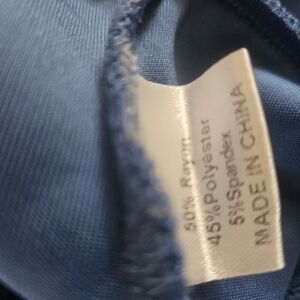 50% Rayon
45%Polyester
5%Spandex
MADE IN CHINA